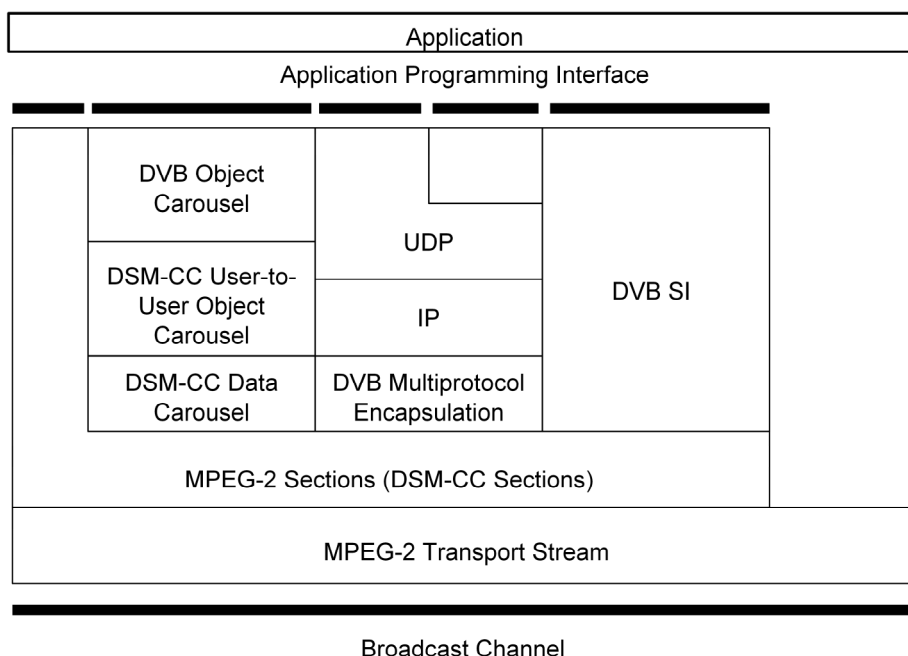 Application
Application Programming Interface
DVB Object
Carousel
DSM-CC User-to-
User Object
Carousel
DSM-CC Data
Carousel
UDP
IP
DVB Multiprotocol
Encapsulation
DVB SI
MPEG-2 Sections (DSM-CC Sections)
MPEG-2 Transport Stream
Broadcast Channel